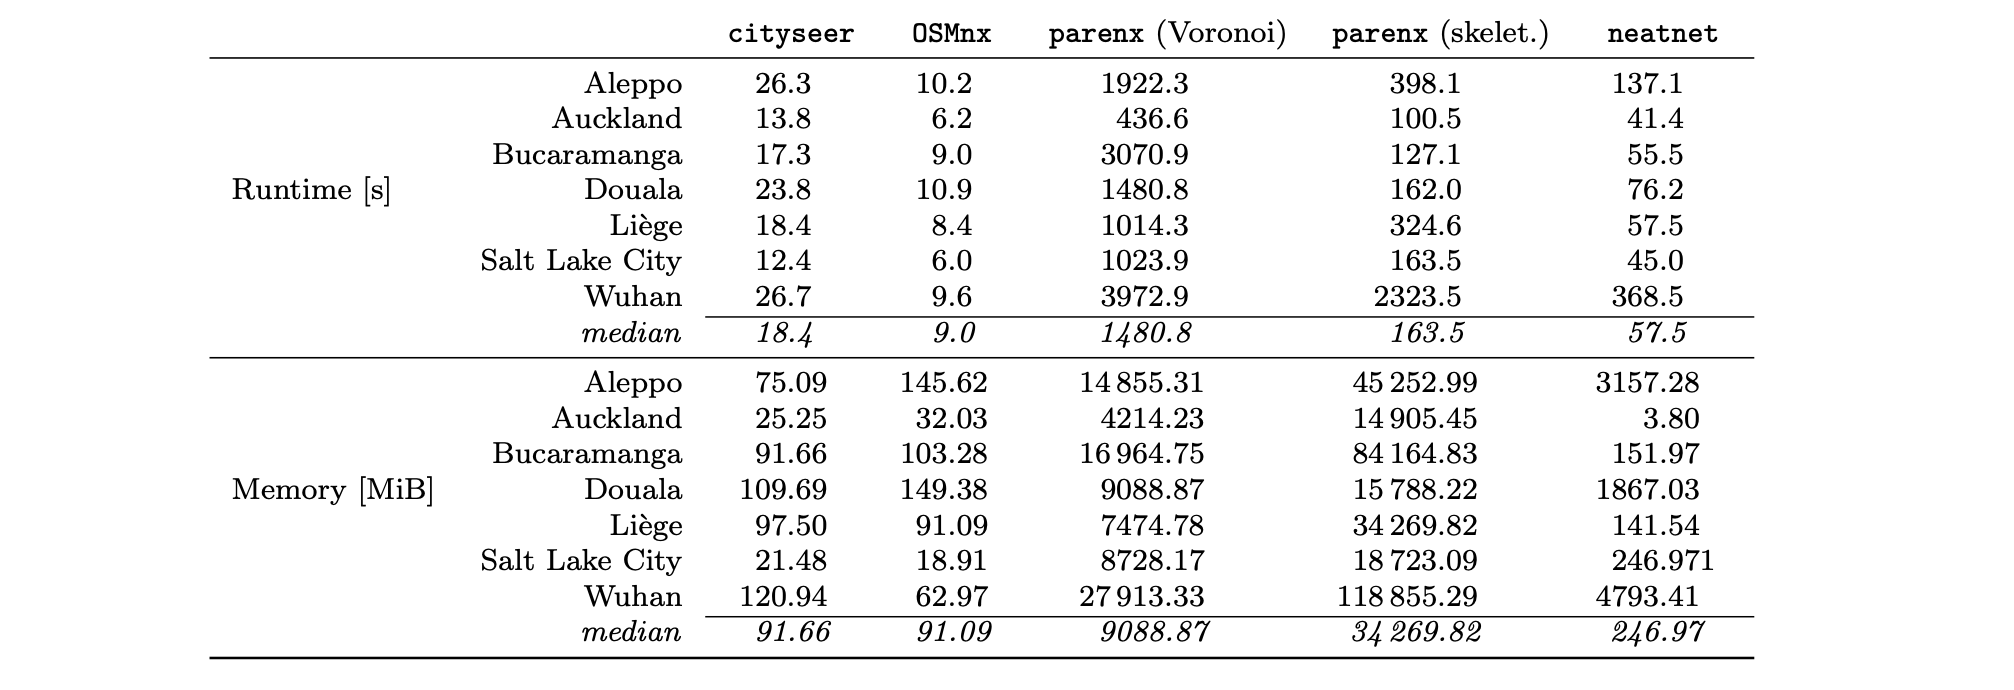 cityseer OSMnx parenx (Voronoi) parenx (skelet.) neatnet
Aleppo 26.3 10.2 1922.3 398.1 137.1
Auckland 13.8 6.2 436.6 100.5 41.4
Bucaramanga 17.3 9.0 3070.9 127.1 55.5
Runtime [s] Douala 23.8 10.9 1480.8 162.0 76.2
Liège 18.4 8.4 1014.3 324.6 57.5
Salt Lake City 12.4 6.0 1023.9 163.5 45.0
Wuhan 26.7 9.6 3972.9 2323.5 368.5
median 18.4 9.0 1480.8 163.5 57.5
Aleppo 75.09 145.62 14 855.31 45 252.99 3157.28
Auckland 25.25 32.03 4214.23 14 905.45 3.80
Bucaramanga 91.66 103.28 16 964.75 84 164.83 151.97
Memory [MiB] Douala 109.69 149.38 9088.87 15 788.22 1867.03
Liège 97.50 91.09 7474.78 34 269.82 141.54
Salt Lake City 21.48 18.91 8728.17 18 723.09 246.971
Wuhan 120.94 62.97 27 913.33 118 855.29 4793.41
median 91.66 91.09 9088.87 34 269.82 246.97